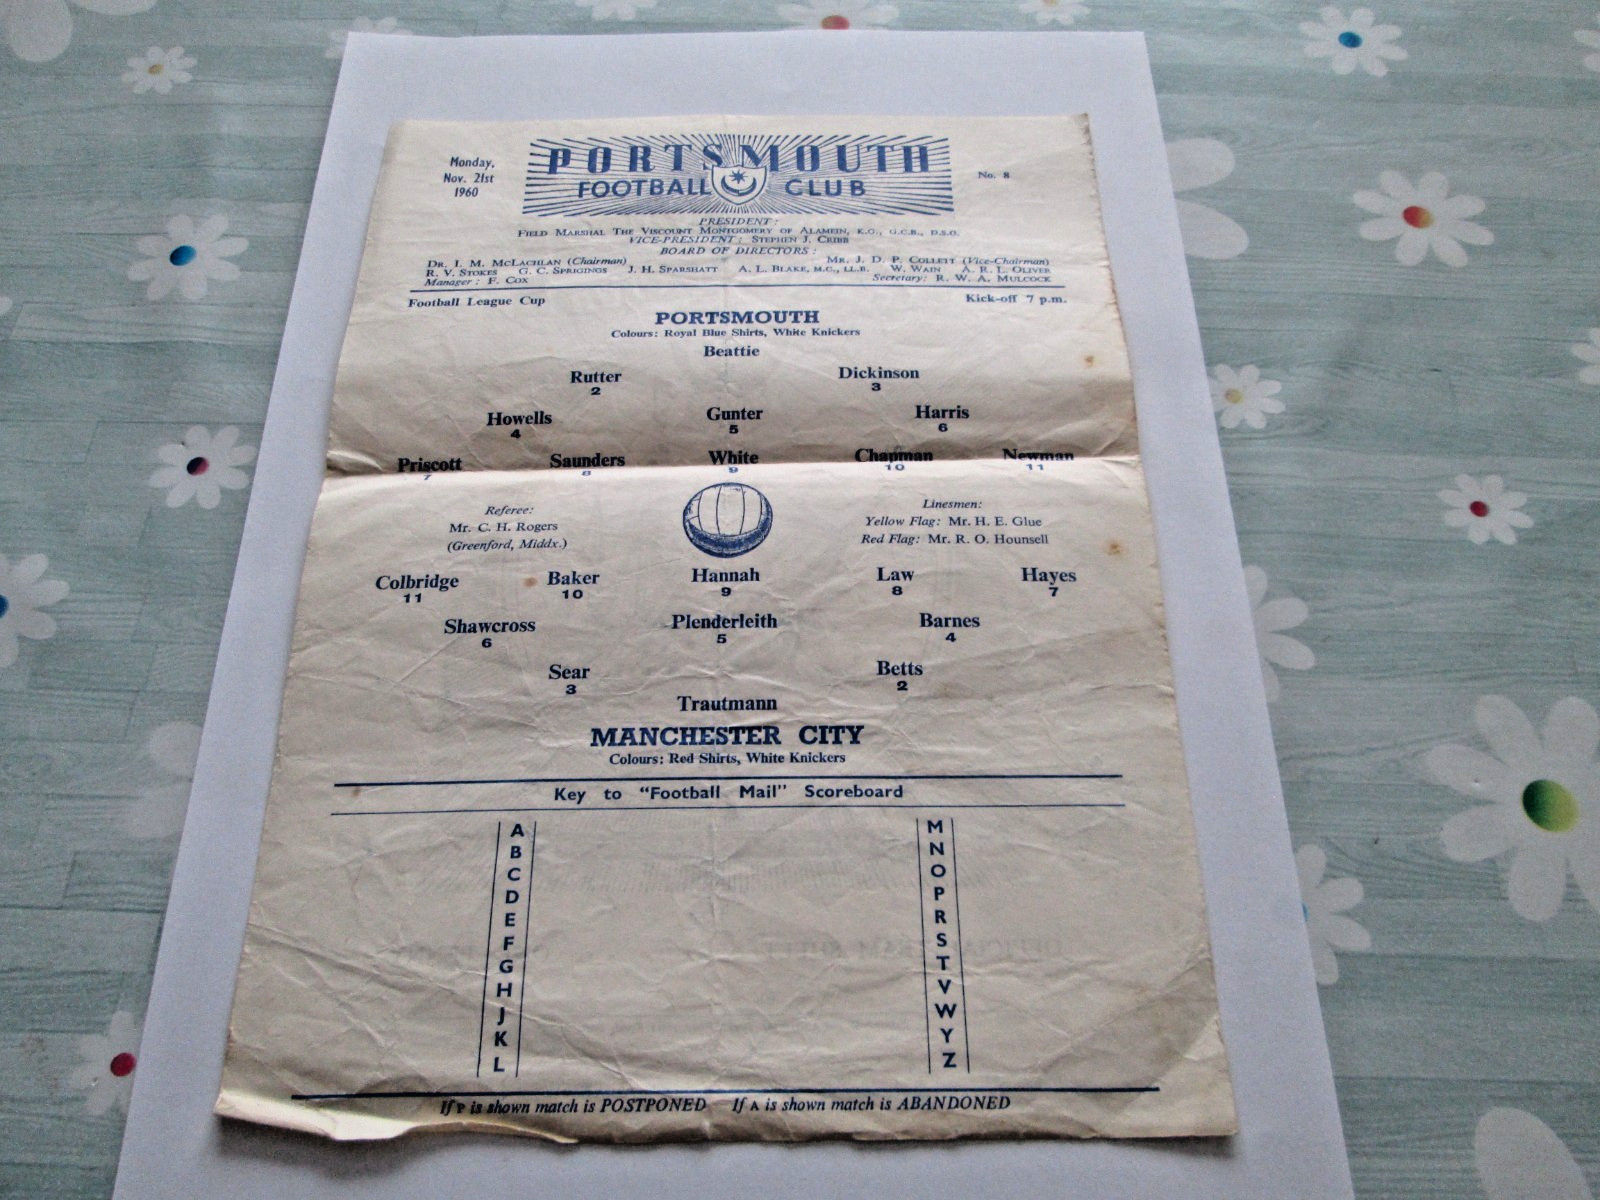 Monday,
Nov. 21st
1960
PORTSMOUTH
FOOTBALL CLUB
No. 8
PRESIDENT:
FIELD MARSHAL THE VISCOUNT MONTGOMERY OF ALAMEIN, K.G., G.C.B., D.S.O.
VICE-PRESIDENT: STEPHEN J. CRIBB
BOARD OF DIRECTORS:
DR. I. M. MCLACHLAN (Chairman) MR. J. D. P. COLLETT (Vice-Chairman)
R. V. STOKES G. C. SPRIGINGS J. H. SPARSHATT A. L. BLAKE, M.C., LL.B. W. WAIN A. R. L. OLIVER
Manager: F. COX Secretary: R. W. A. MULCOCK
Football League Cup Kick-off 7 p.m.
PORTSMOUTH
Colours: Royal Blue Shirts, White Knickers
Beattie
Rutter Dickinson
2 3
Howells Gunter Harris
4 5 6
Priscott Saunders White Chapman Newman
7 8 9 10 11
Referee: Linesmen:
Mr. C. H. Rogers Yellow Flag: Mr. H. E. Glue
(Greenford, Middx.) Red Flag: Mr. R. O. Hounsell
Colbridge Baker Hannah Law Hayes
11 10 9 8 7
Shawcross Plenderleith Barnes
6 5 4
Sear Betts
3 2
Trautmann
MANCHESTER CITY
Colours: Red Shirts, White Knickers
Key to "Football Mail" Scoreboard
A M
B N
C O
D P
E R
F S
G T
H V
J W
K Y
L Z
If P is shown match is POSTPONED If A is shown match is ABANDONED